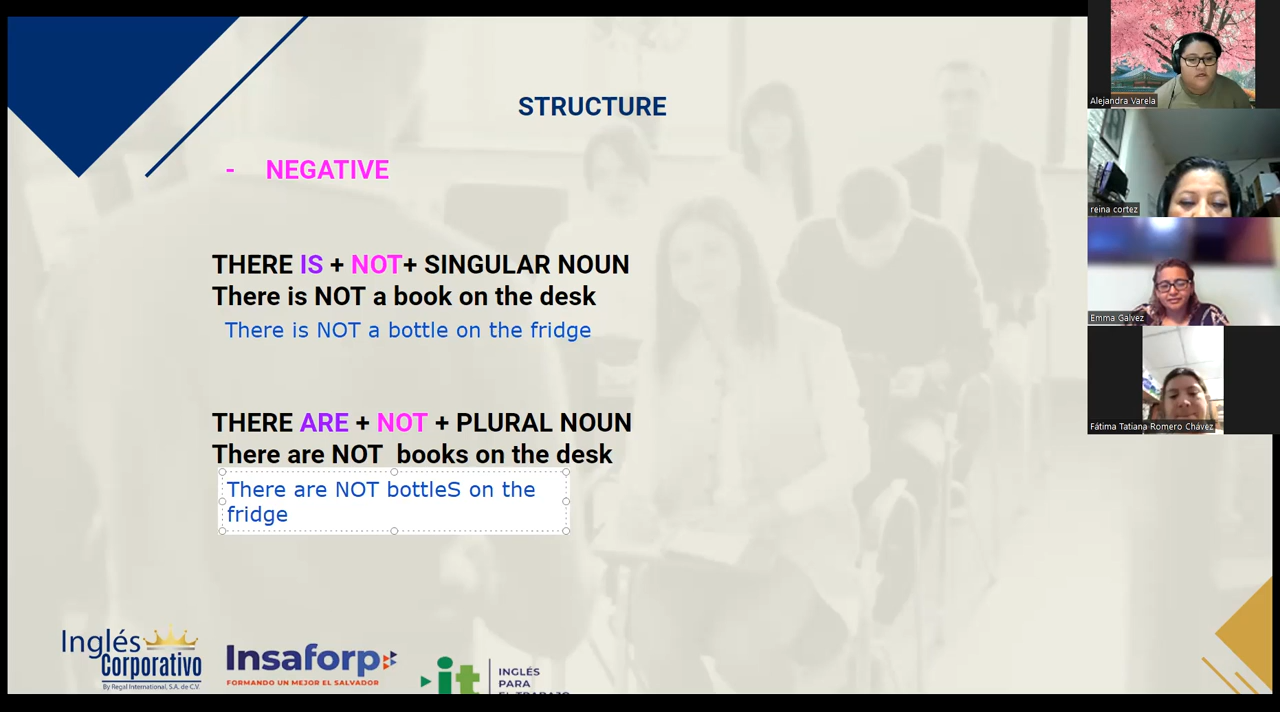 STRUCTURE
- NEGATIVE
THERE IS + NOT+ SINGULAR NOUN
There is NOT a book on the desk
There is NOT a bottle on the fridge
THERE ARE + NOT + PLURAL NOUN
There are NOT  books on the desk
There are NOT bottleS on the
fridge
Inglés
Corporativo
By Regal International, S.A. de C.V.
Insaforp
FORMANDO UN MEJOR EL SALVADOR
it
INGLÉS
PARA
EL TRABAJO
Alejandra Varela
reina cortez
Emma Galvez
Fátima Tatiana Romero Chávez